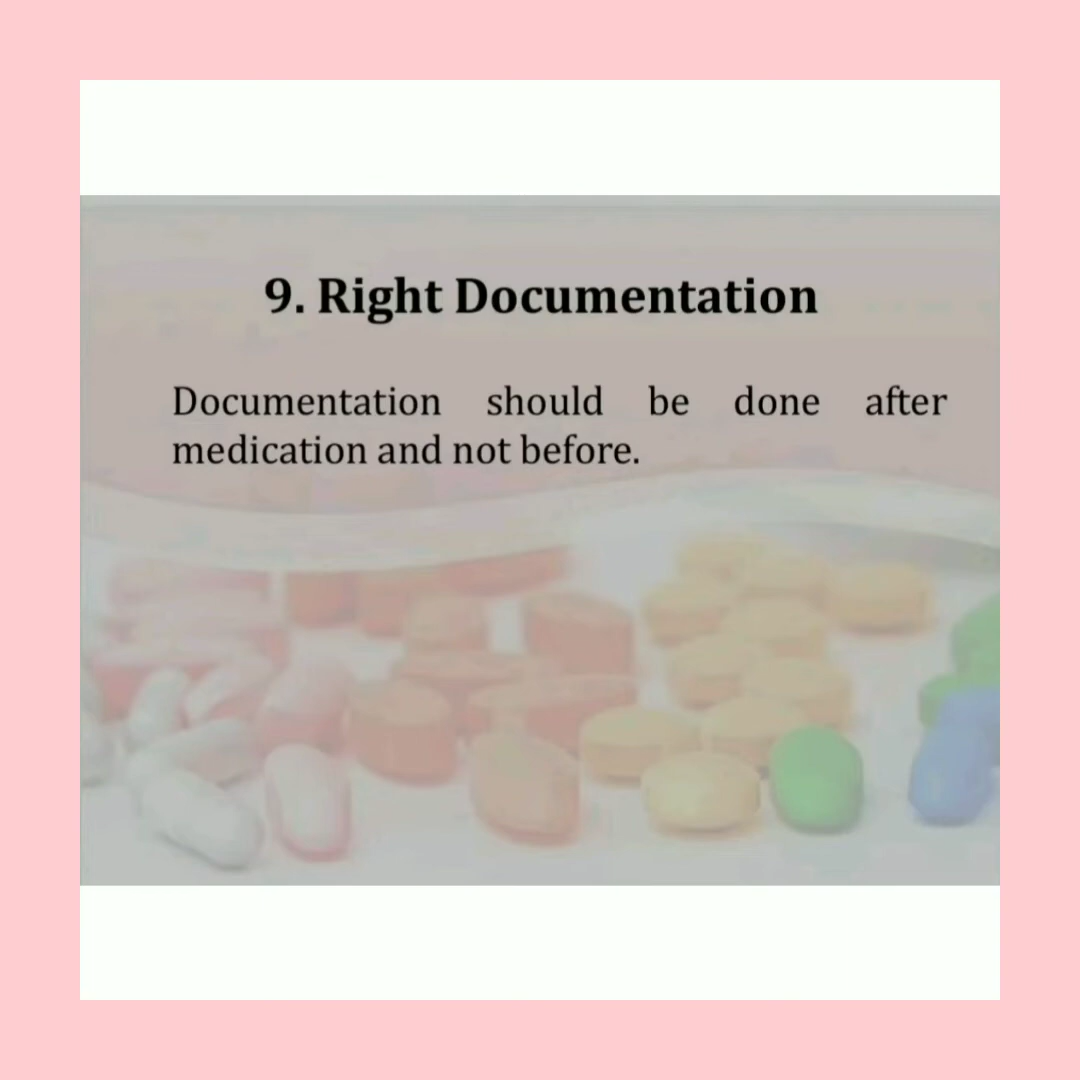 9. Right Documentation
Documentation should be done after
medication and not before.